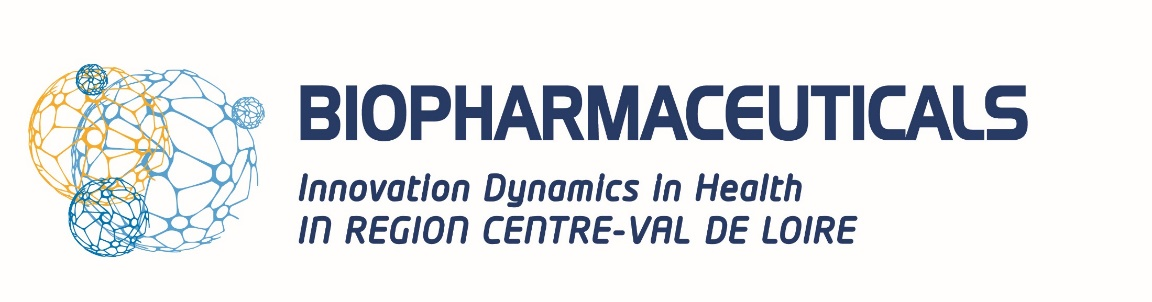 BIOPHARMACEUTICALS
Innovation Dynamics in Health
IN REGION CENTRE-VAL DE LOIRE